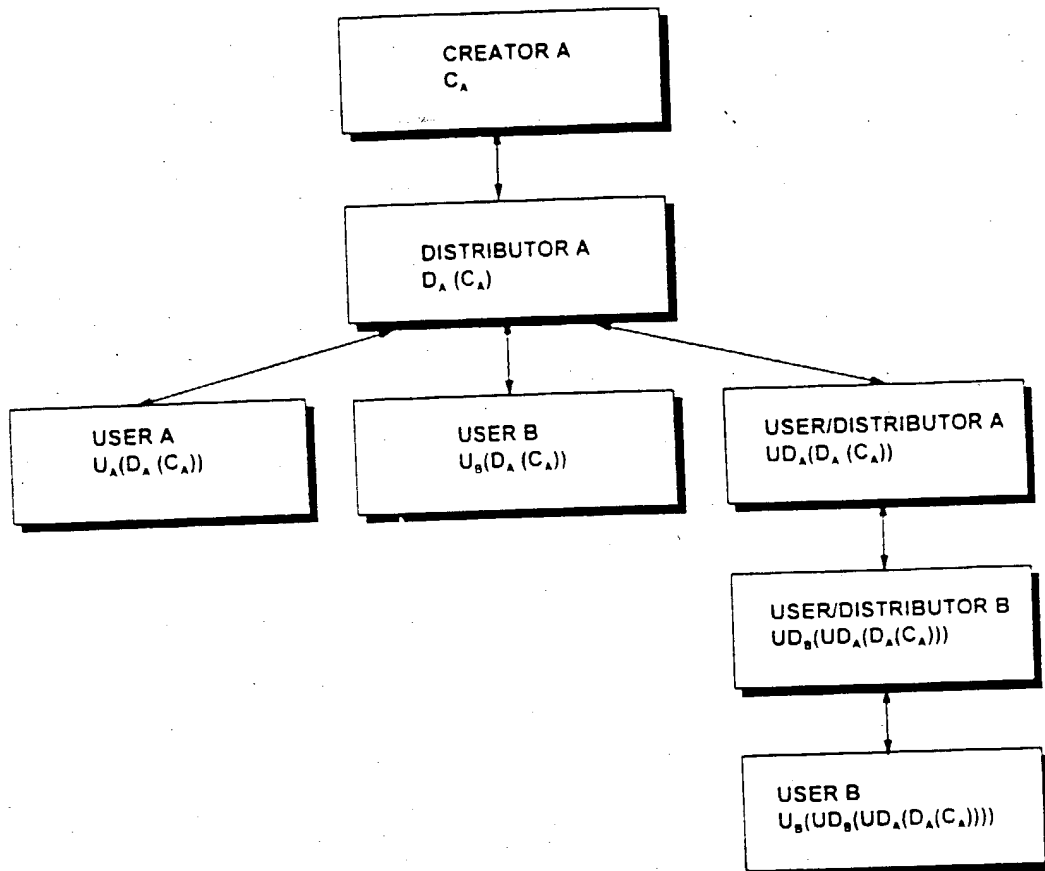 CREATOR A
C_A
DISTRIBUTOR A
D_A (C_A)
USER A
U_A(D_A (C_A))
USER B
U_B(D_A (C_A))
USER/DISTRIBUTOR A
UD_A(D_A (C_A))
USER/DISTRIBUTOR B
UD_B(UD_A(D_A(C_A)))
USER B
U_B(UD_B(UD_A(D_A(C_A))))